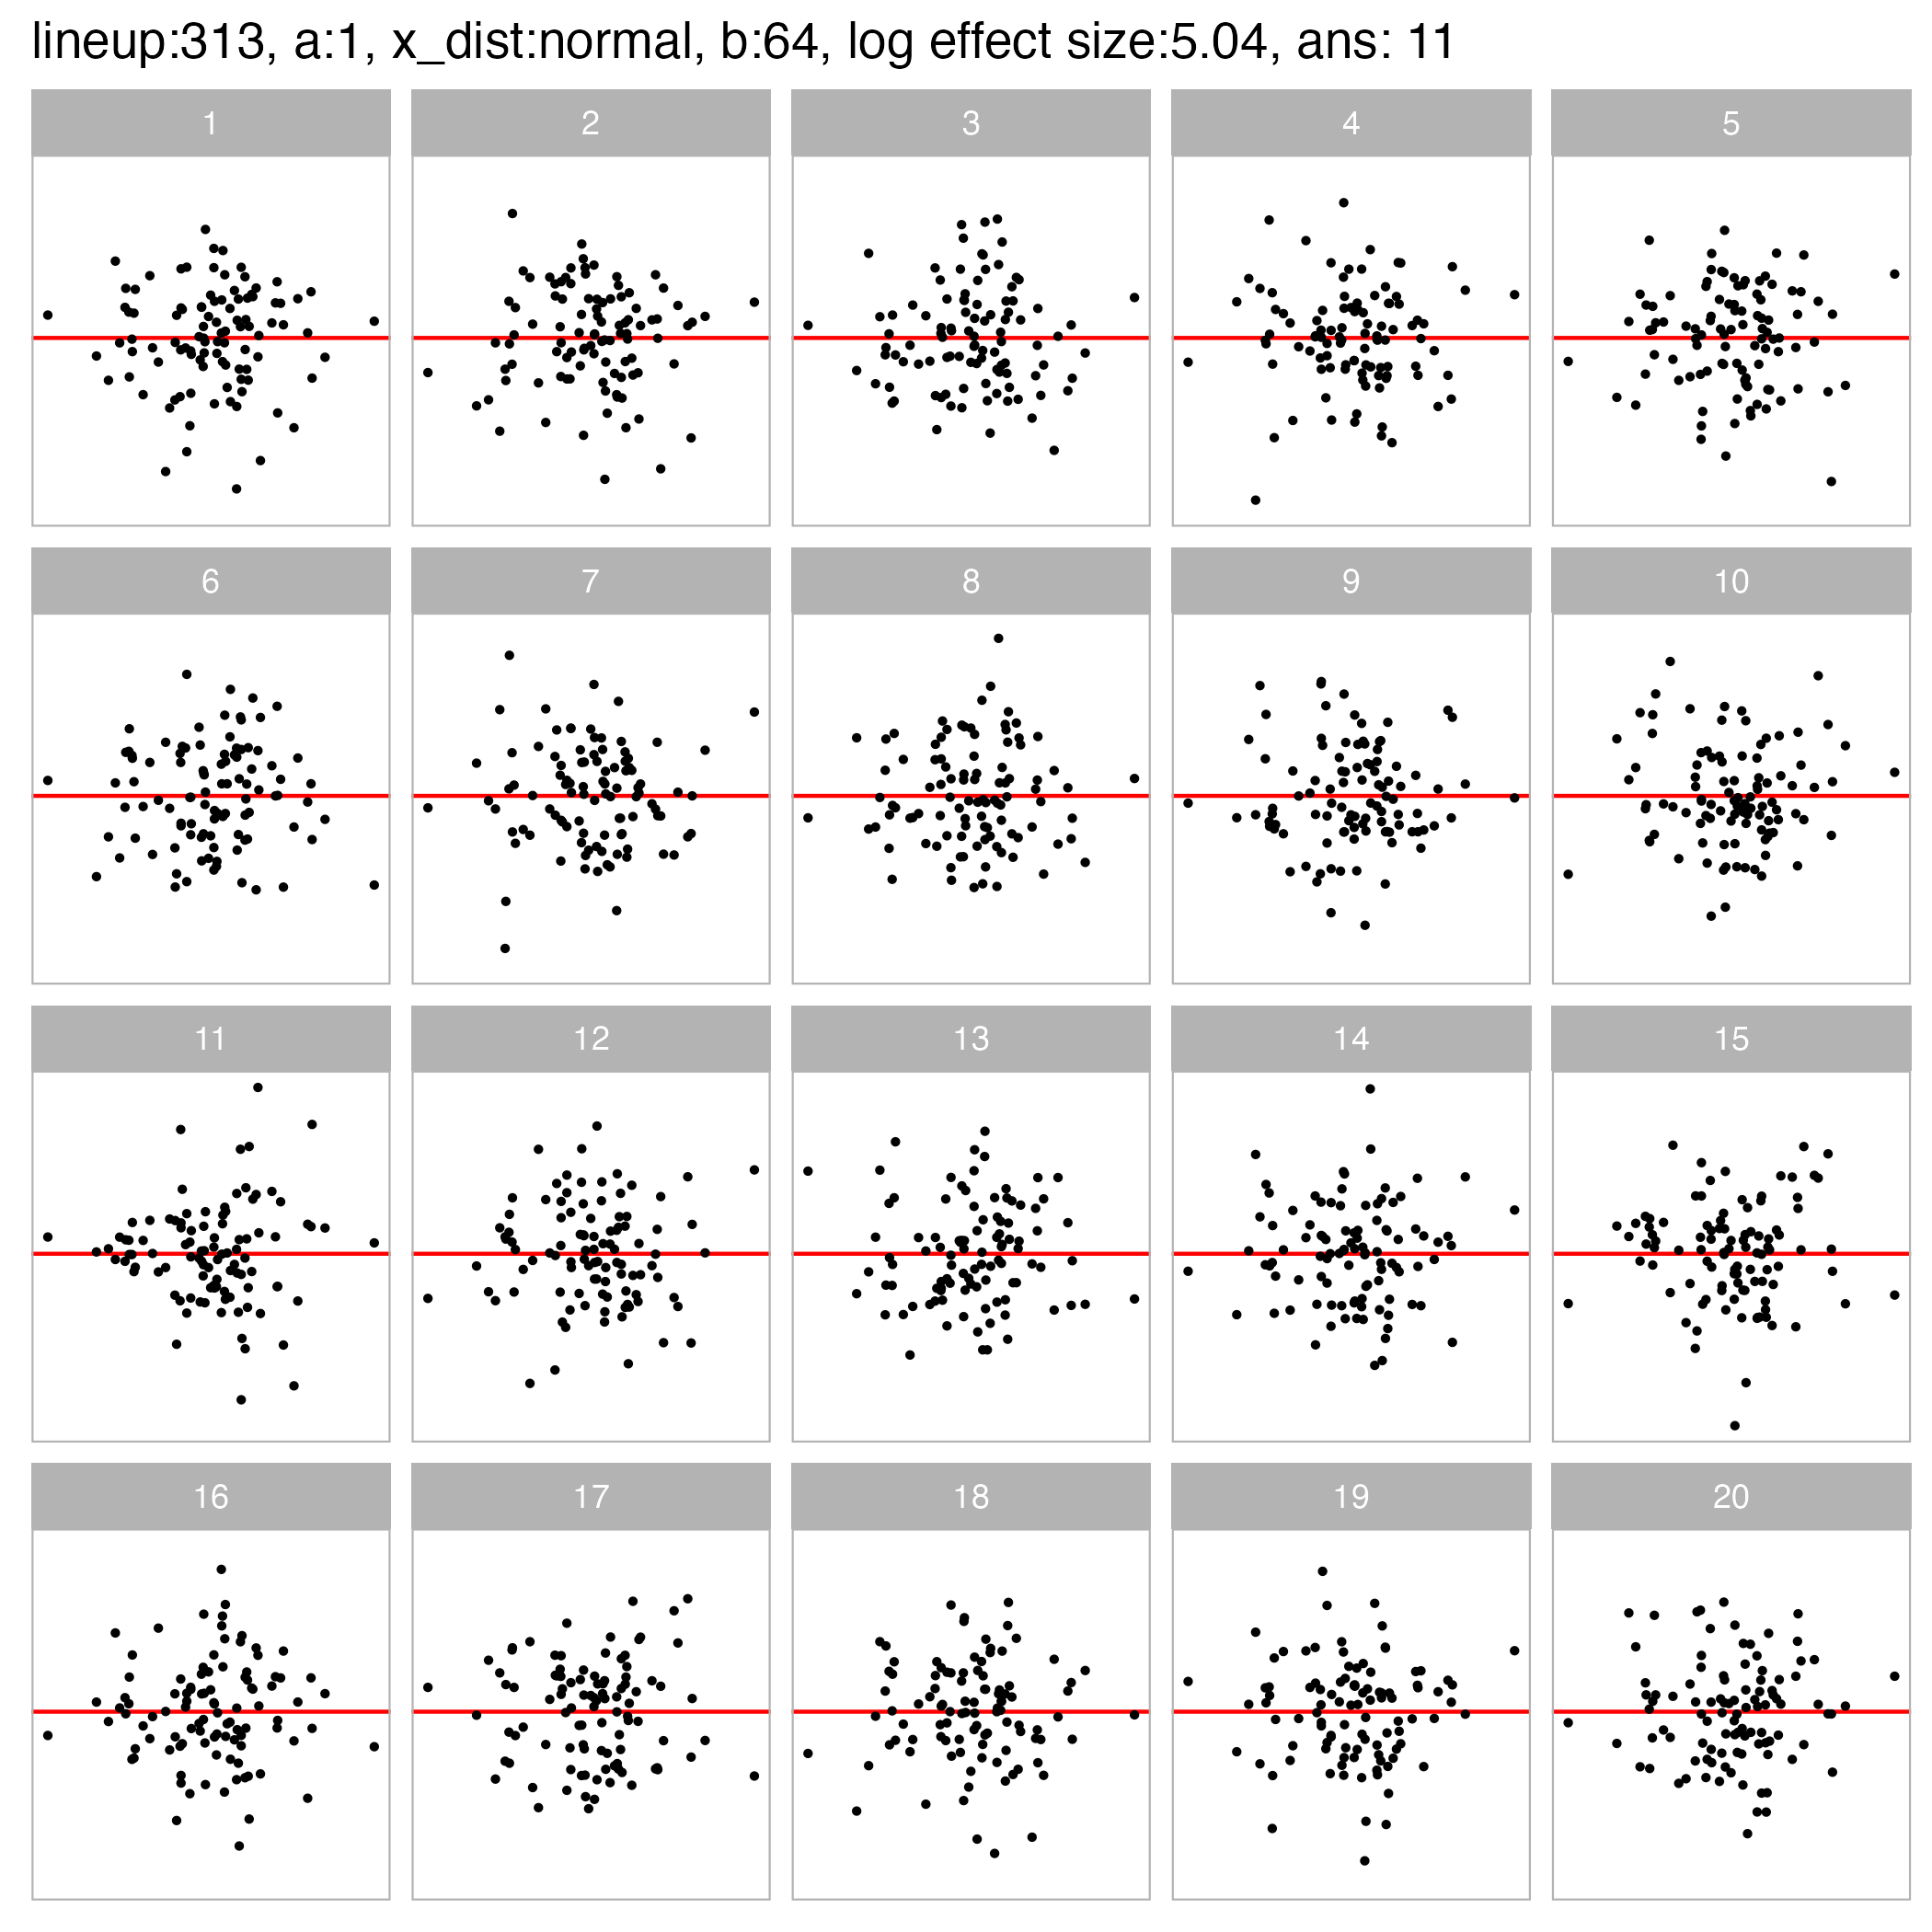 lineup:313, a:1, x_dist:normal, b:64, log effect size:5.04, ans: 11
1 2 3 4 5
6 7 8 9 10
11 12 13 14 15
16 17 18 19 20